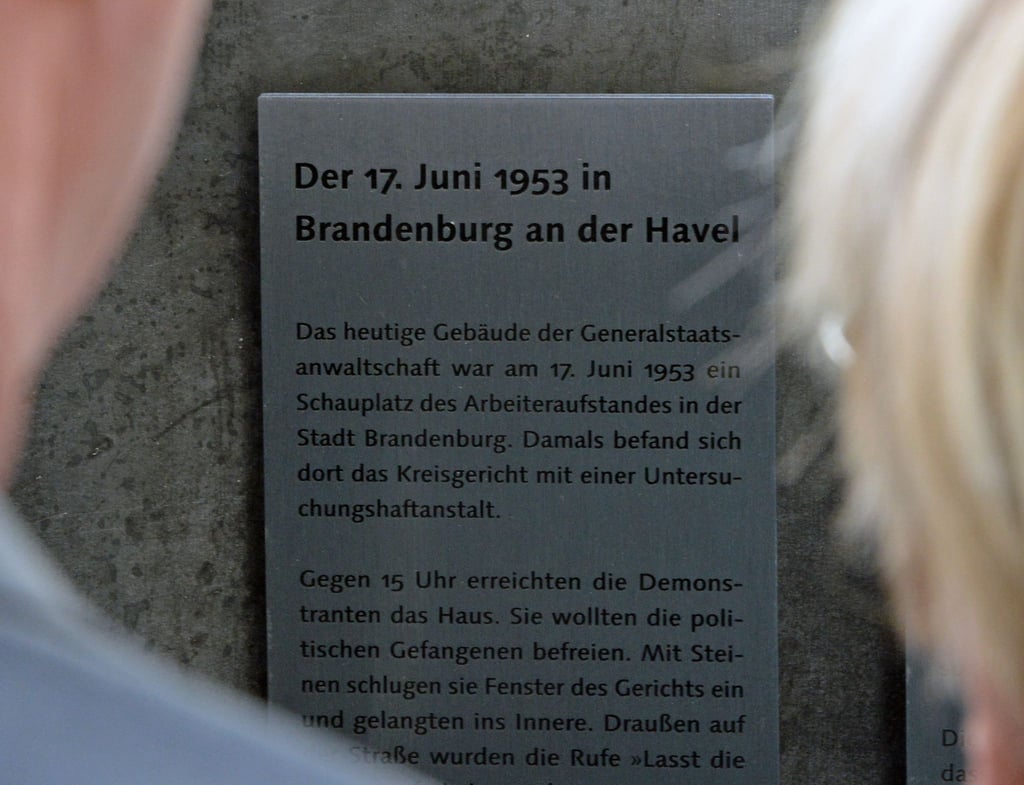 Der 17. Juni 1953 in
Brandenburg an der Havel
Das heutige Gebäude der Generalstaats-
anwaltschaft war am 17. Juni 1953 ein
Schauplatz des Arbeiteraufstandes in der
Stadt Brandenburg. Damals befand sich
dort das Kreisgericht mit einer Untersu-
chungshaftanstalt.
Gegen 15 Uhr erreichten die Demons-
tranten das Haus. Sie wollten die poli-
tischen Gefangenen befreien. Mit Stei-
nen schlugen sie Fenster des Gerichts ein
und gelangten ins Innere. Draußen auf
Straße wurden die Rufe »Lasst die